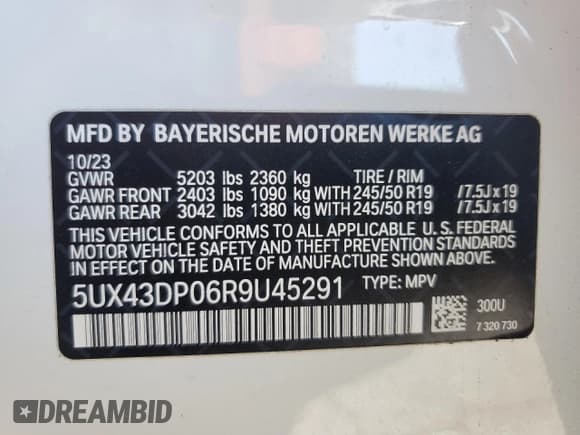 MFD BY BAYERISCHE MOTOREN WERKE AG
10/23
GVWR 5203 lbs 2360 kg TIRE / RIM
GAWR FRONT 2403 lbs 1090 kg WITH 245/50 R19 /7.5J x 19
GAWR REAR 3042 lbs 1380 kg WITH 245/50 R19 /7.5J x 19
THIS VEHICLE CONFORMS TO ALL APPLICABLE U. S. FEDERAL
MOTOR VEHICLE SAFETY AND THEFT PREVENTION STANDARDS
IN EFFECT ON THE DATE OF MANUFACTURE SHOWN ABOVE.
5UX43DP06R9U45291 TYPE: MPV
300U
7 320 730
DREAMBID